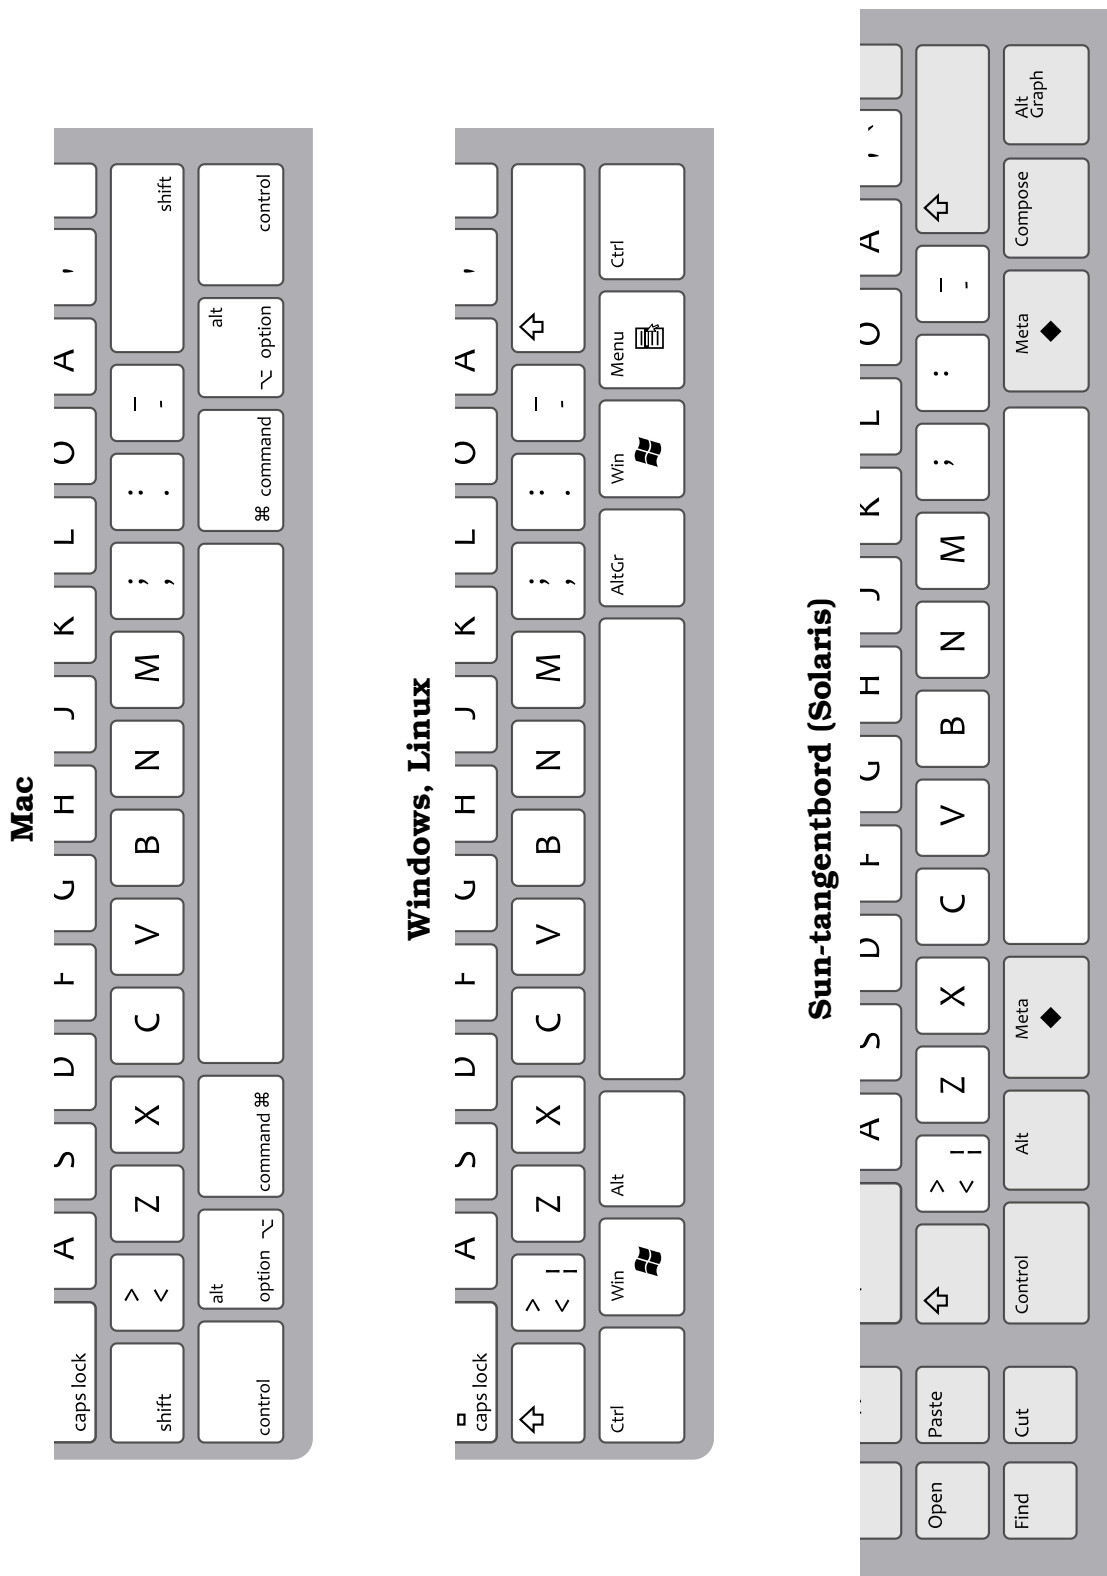 Mac
caps lock A S D F G H J K L O A '
shift > < Z X C V B N M ; , : . _ - shift
control alt option ⌥ command ⌘ ⌘ command alt ⌥ option control
Windows, Linux
caps lock A S D F G H J K L O A '
⇧ > < | ¦ Z X C V B N M ; , : . _ - ⇧
Ctrl Win Alt AltGr Win Menu Ctrl
Sun-tangentbord (Solaris)
A S D F G H J K L O A ' `
Open Paste ⇧ > < | ¦ Z X C V B N M ; : _ - ⇧
Find Cut Control Alt Meta ◆ Meta ◆ Compose Alt Graph